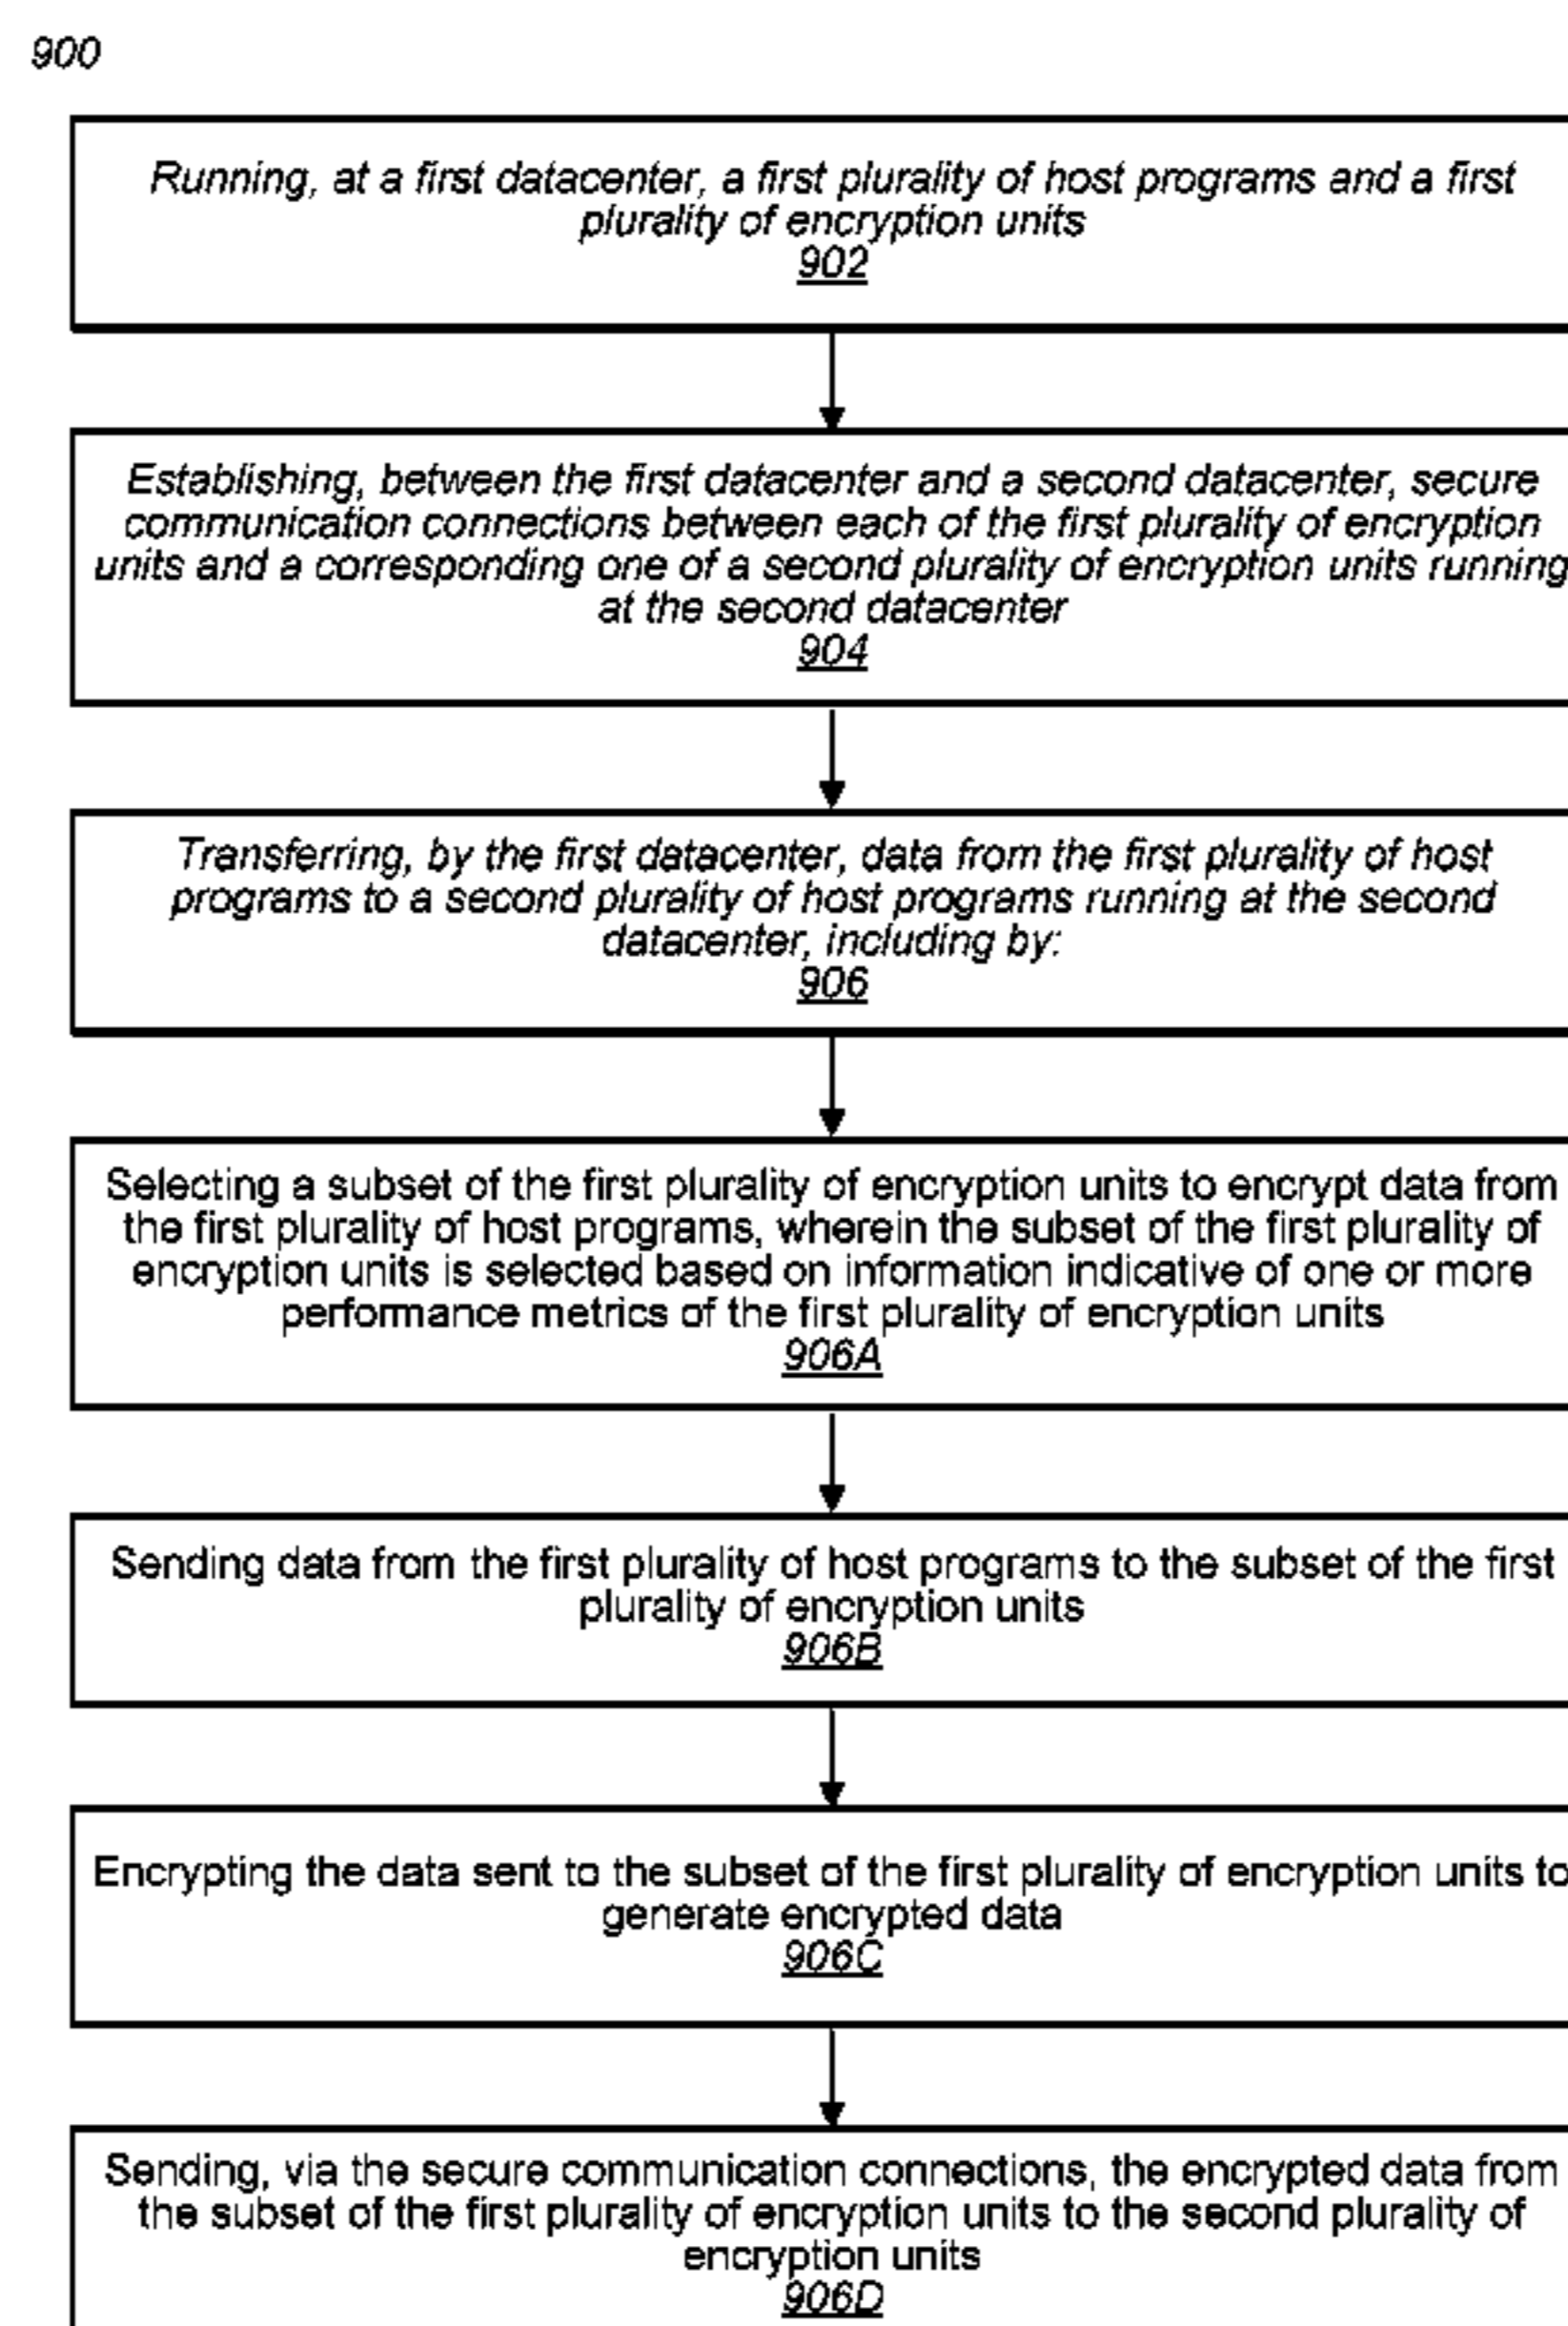 900
Running, at a first datacenter, a first plurality of host programs and a first
plurality of encryption units
902
Establishing, between the first datacenter and a second datacenter, secure
communication connections between each of the first plurality of encryption
units and a corresponding one of a second plurality of encryption units running
at the second datacenter
904
Transferring, by the first datacenter, data from the first plurality of host
programs to a second plurality of host programs running at the second
datacenter, including by:
906
Selecting a subset of the first plurality of encryption units to encrypt data from
the first plurality of host programs, wherein the subset of the first plurality of
encryption units is selected based on information indicative of one or more
performance metrics of the first plurality of encryption units
906A
Sending data from the first plurality of host programs to the subset of the first
plurality of encryption units
906B
Encrypting the data sent to the subset of the first plurality of encryption units to
generate encrypted data
906C
Sending, via the secure communication connections, the encrypted data from
the subset of the first plurality of encryption units to the second plurality of
encryption units
906D